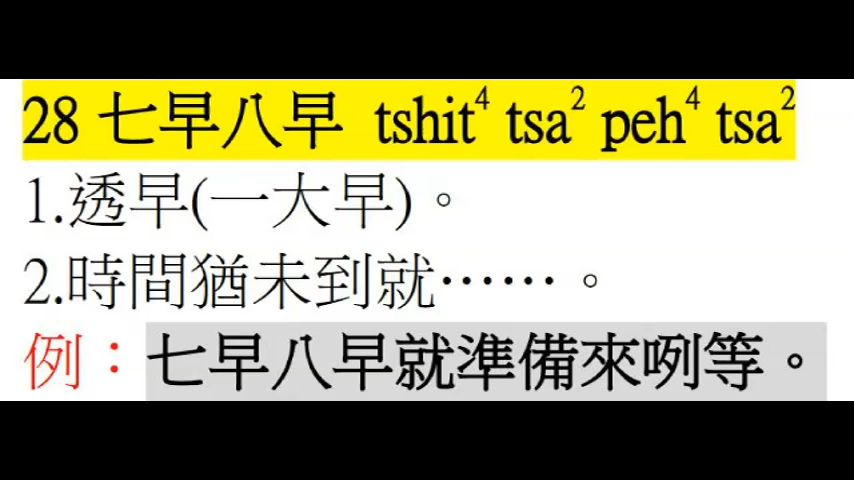 28 七早八早 tshit⁴ tsa² peh⁴ tsa²
1.透早(一大早)。
2.時間猶未到就⋯⋯。
例：七早八早就準備來咧等。